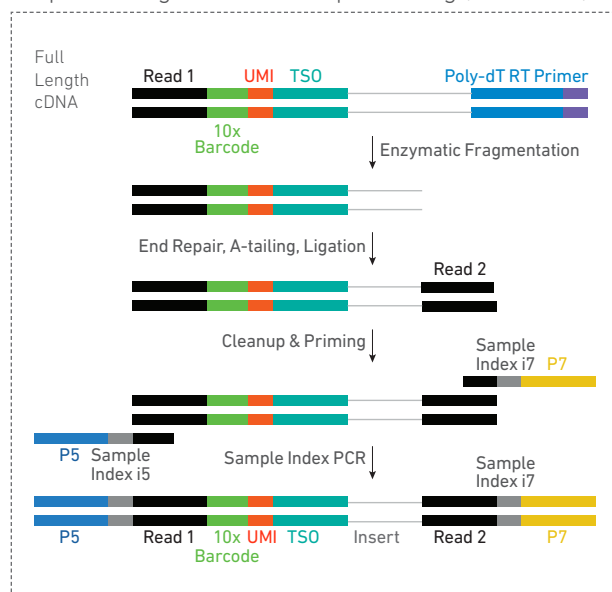 Full
Length
cDNA
Read 1 UMI TSO Poly-dT RT Primer
10x
Barcode
Enzymatic Fragmentation
End Repair, A-tailing, Ligation
Read 2
Cleanup & Priming
Sample
Index i7 P7
P5 Sample
Index i5
Sample Index PCR
Sample
Index i7
P5 Read 1 10x UMI TSO Insert Read 2 P7
Barcode